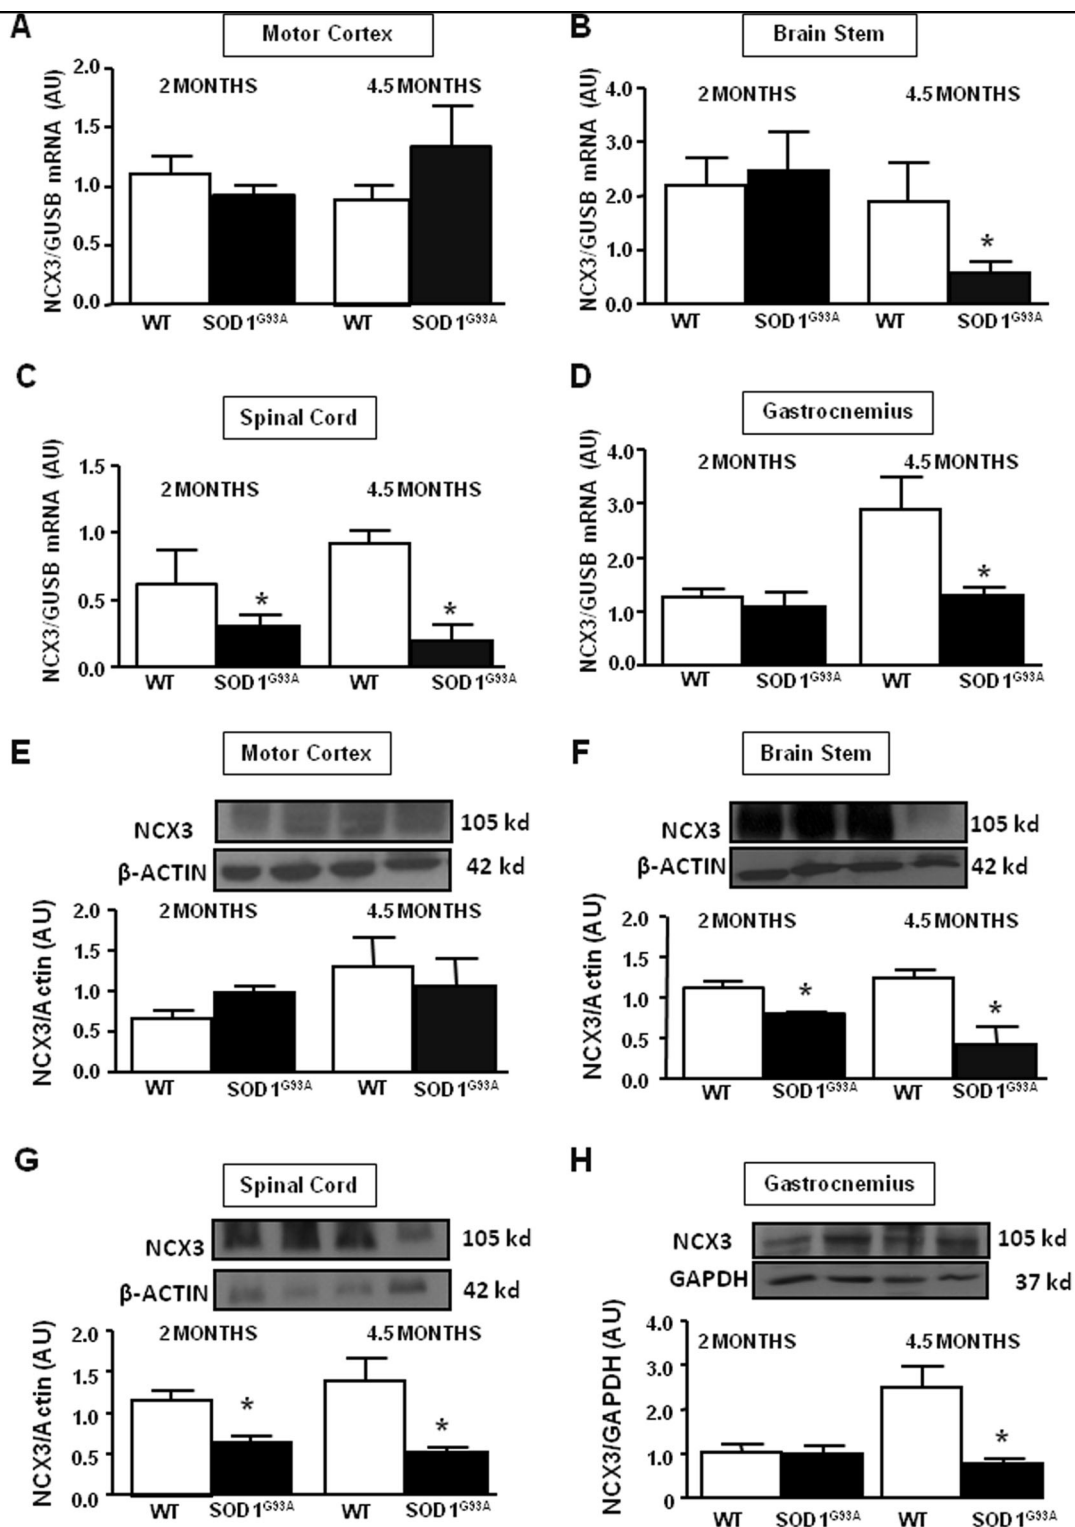 A
Motor Cortex
NCX3/GUSB mRNA (AU)
2.0
1.5
1.0
0.5
0.0
2 MONTHS
4.5 MONTHS
WT
SOD1G93A
WT
SOD1G93A
B
Brain Stem
NCX3/GUSB mRNA (AU)
4.0
3.0
2.0
1.0
0.0
2 MONTHS
4.5 MONTHS
*
WT
SOD1G93A
WT
SOD1G93A
C
Spinal Cord
NCX3/GUSB mRNA (AU)
1.5
1.0
0.5
0.0
2 MONTHS
4.5 MONTHS
*
*
WT
SOD1G93A
WT
SOD1G93A
D
Gastrocnemius
NCX3/GUSB mRNA (AU)
4.0
3.0
2.0
1.0
0.0
2 MONTHS
4.5 MONTHS
*
WT
SOD1G93A
WT
SOD1G93A
E
Motor Cortex
NCX3
105 kd
β-ACTIN
42 kd
NCX3/Actin (AU)
2.0
1.5
1.0
0.5
0.0
2 MONTHS
4.5 MONTHS
WT
SOD1G93A
WT
SOD1G93A
F
Brain Stem
NCX3
105 kd
β-ACTIN
42 kd
NCX3/Actin (AU)
2.0
1.5
1.0
0.5
0.0
2 MONTHS
4.5 MONTHS
*
*
WT
SOD1G93A
WT
SOD1G93A
G
Spinal Cord
NCX3
105 kd
β-ACTIN
42 kd
NCX3/Actin (AU)
2.0
1.5
1.0
0.5
0.0
2 MONTHS
4.5 MONTHS
*
*
WT
SOD1G93A
WT
SOD1G93A
H
Gastrocnemius
NCX3
105 kd
GAPDH
37 kd
NCX3/GAPDH (AU)
4.0
3.0
2.0
1.0
0
2 MONTHS
4.5 MONTHS
*
WT
SOD1G93A
WT
SOD1G93A